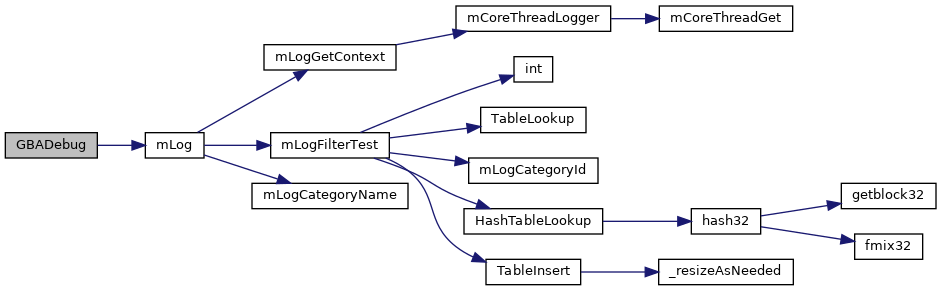 mCoreThreadLogger
mCoreThreadGet
mLogGetContext
int
TableLookup
GBADebug
mLog
mLogFilterTest
mLogCategoryId
mLogCategoryName
getblock32
HashTableLookup
hash32
fmix32
TableInsert
_resizeAsNeeded